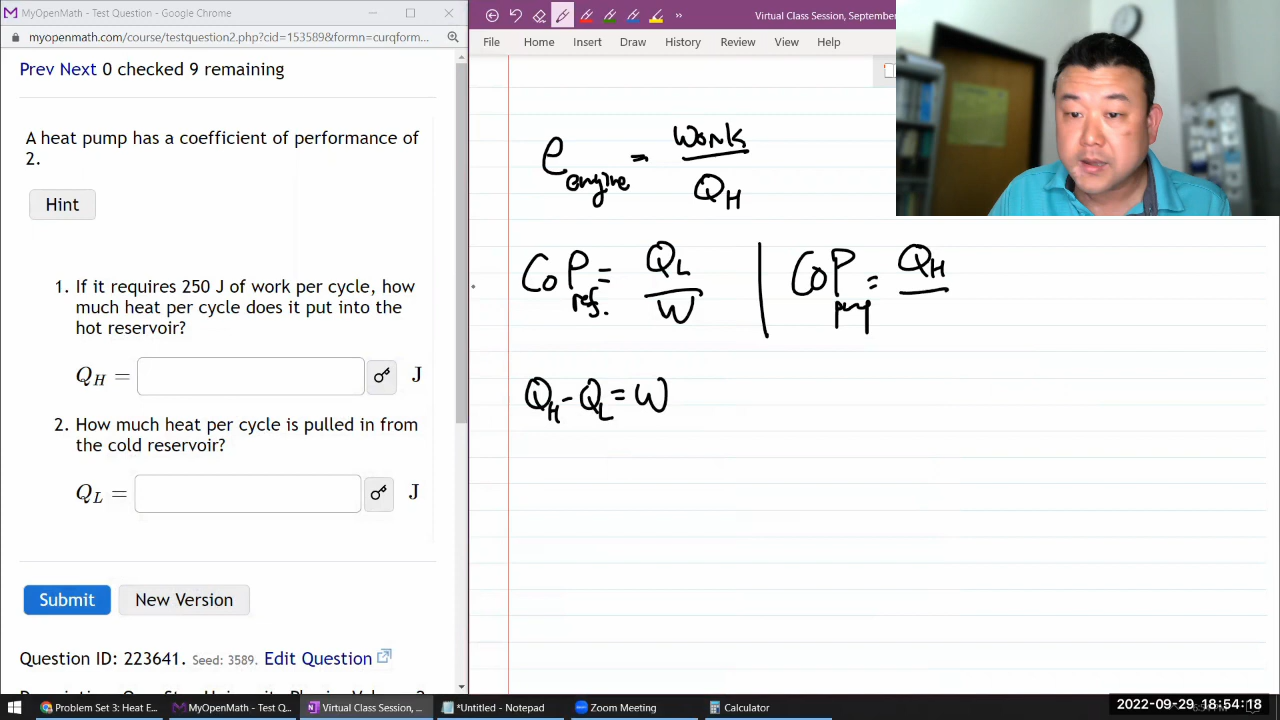 MyOpenMath - Test Question - Google Chrome
myopenmath.com/course/testquestion2.php?cid=153589&formn=curqform...
Prev Next 0 checked 9 remaining
A heat pump has a coefficient of performance of
2.
Hint
1. If it requires 250 J of work per cycle, how
much heat per cycle does it put into the
hot reservoir?
Q_H = J
2. How much heat per cycle is pulled in from
the cold reservoir?
Q_L = J
Submit New Version
Question ID: 223641. Seed: 3589. Edit Question
Virtual Class Session, September
File Home Insert Draw History Review View Help
e engine = Work / Q_H
CoP ref. = Q_L / W | CoP = Q_H
Q_H - Q_L = W
Problem Set 3: Heat E... MyOpenMath - Test Q... Virtual Class Session, ... *Untitled - Notepad Zoom Meeting Calculator
2022-09-29 18:54:18